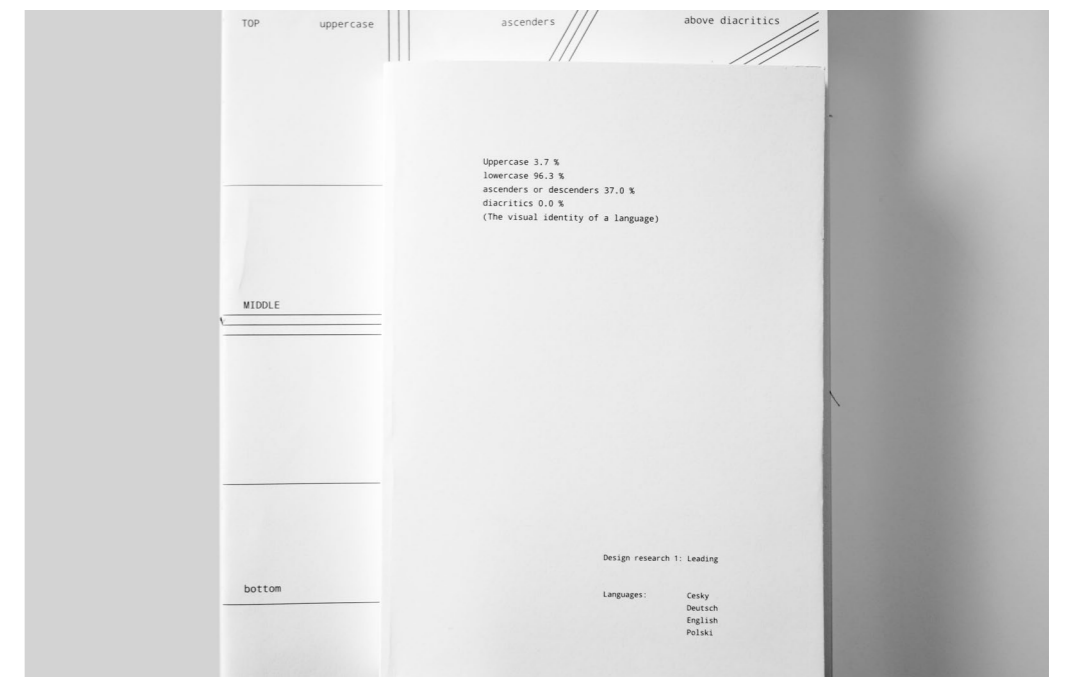 TOP uppercase ascenders above diacritics
Uppercase 3.7 %
lowercase 96.3 %
ascenders or descenders 37.0 %
diacritics 0.0 %
(The visual identity of a language)
MIDDLE
Design research 1: Leading
bottom
Languages: Cesky
Deutsch
English
Polski